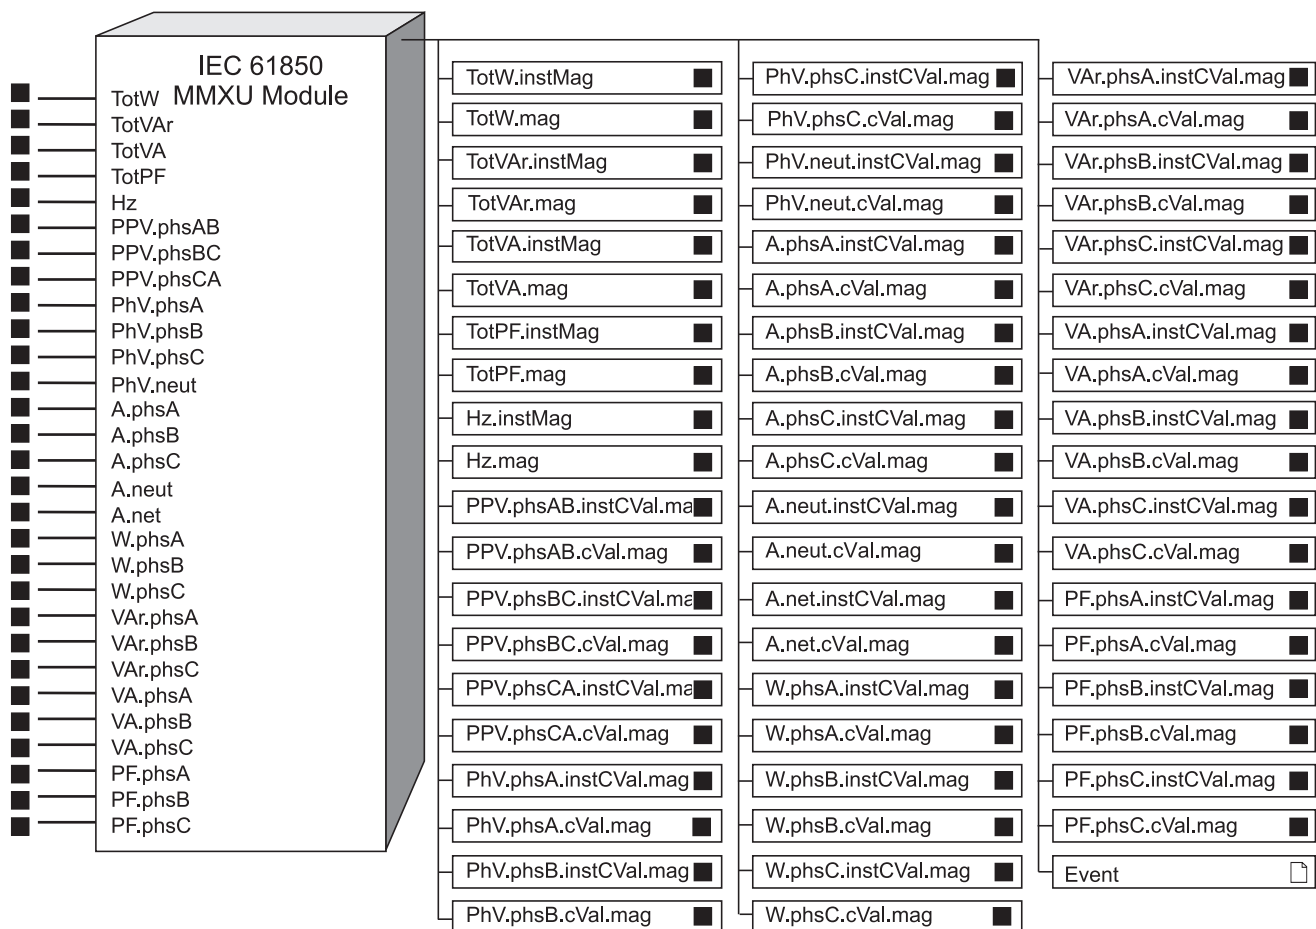 IEC 61850
MMXU Module
TotW
TotVAr
TotVA
TotPF
Hz
PPV.phsAB
PPV.phsBC
PPV.phsCA
PhV.phsA
PhV.phsB
PhV.phsC
PhV.neut
A.phsA
A.phsB
A.phsC
A.neut
A.net
W.phsA
W.phsB
W.phsC
VAr.phsA
VAr.phsB
VAr.phsC
VA.phsA
VA.phsB
VA.phsC
PF.phsA
PF.phsB
PF.phsC
TotW.instMag
TotW.mag
TotVAr.instMag
TotVAr.mag
TotVA.instMag
TotVA.mag
TotPF.instMag
TotPF.mag
Hz.instMag
Hz.mag
PPV.phsAB.instCVal.ma
PPV.phsAB.cVal.mag
PPV.phsBC.instCVal.ma
PPV.phsBC.cVal.mag
PPV.phsCA.instCVal.ma
PPV.phsCA.cVal.mag
PhV.phsA.instCVal.mag
PhV.phsA.cVal.mag
PhV.phsB.instCVal.mag
PhV.phsB.cVal.mag
PhV.phsC.instCVal.mag
PhV.phsC.cVal.mag
PhV.neut.instCVal.mag
PhV.neut.cVal.mag
A.phsA.instCVal.mag
A.phsA.cVal.mag
A.phsB.instCVal.mag
A.phsB.cVal.mag
A.phsC.instCVal.mag
A.phsC.cVal.mag
A.neut.instCVal.mag
A.neut.cVal.mag
A.net.instCVal.mag
A.net.cVal.mag
W.phsA.instCVal.mag
W.phsA.cVal.mag
W.phsB.instCVal.mag
W.phsB.cVal.mag
W.phsC.instCVal.mag
W.phsC.cVal.mag
VAr.phsA.instCVal.mag
VAr.phsA.cVal.mag
VAr.phsB.instCVal.mag
VAr.phsB.cVal.mag
VAr.phsC.instCVal.mag
VAr.phsC.cVal.mag
VA.phsA.instCVal.mag
VA.phsA.cVal.mag
VA.phsB.instCVal.mag
VA.phsB.cVal.mag
VA.phsC.instCVal.mag
VA.phsC.cVal.mag
PF.phsA.instCVal.mag
PF.phsA.cVal.mag
PF.phsB.instCVal.mag
PF.phsB.cVal.mag
PF.phsC.instCVal.mag
PF.phsC.cVal.mag
Event